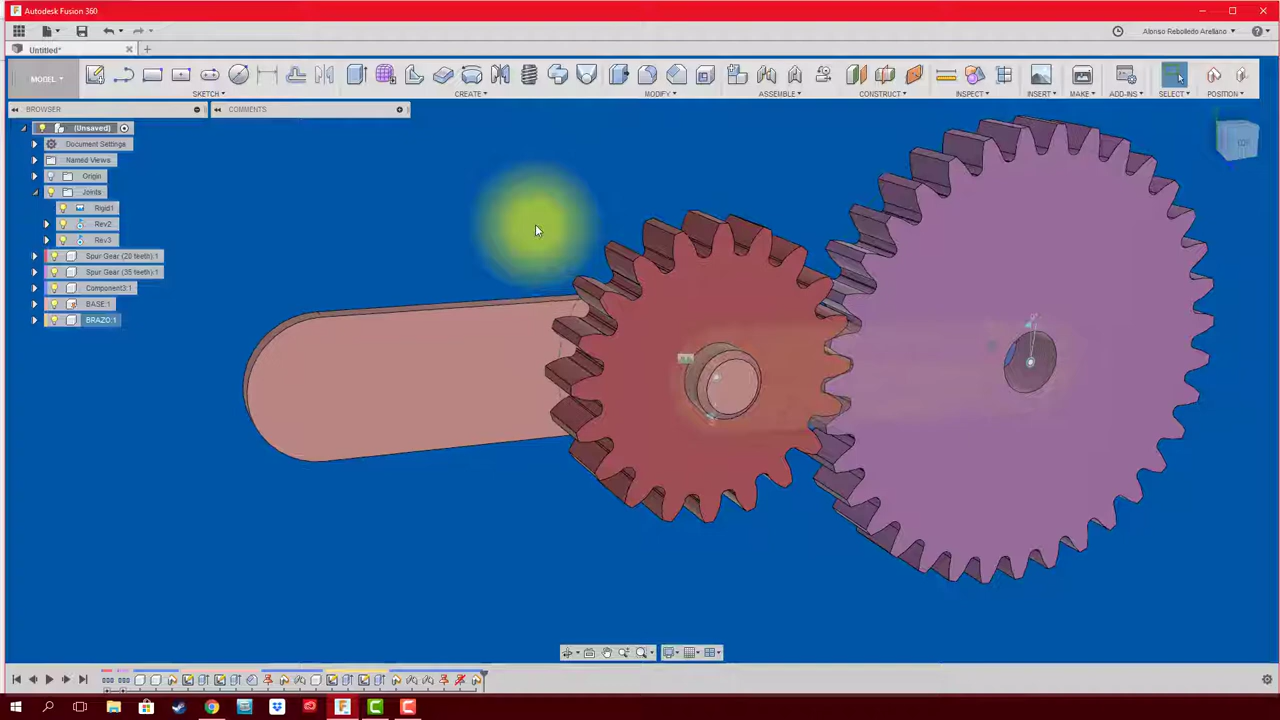 Autodesk Fusion 360
Alonso Rebolledo Arellano
Untitled*
MODEL
SKETCH
CREATE
MODIFY
ASSEMBLE
CONSTRUCT
INSPECT
INSERT
MAKE
ADD-INS
SELECT
POSITION
BROWSER
COMMENTS
(Unsaved)
Document Settings
Named Views
Origin
Joints
Rigid1
Rev2
Rev3
Spur Gear (20 teeth):1
Spur Gear (35 teeth):1
Component3:1
BASE:1
BRAZO:1